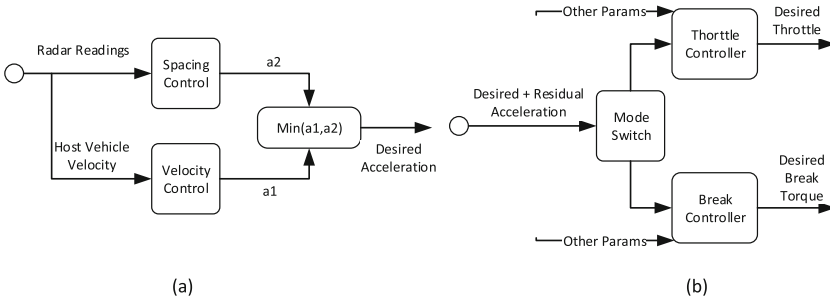 Radar Readings
Spacing
Control
a2
Min(a1,a2)
Host Vehicle
Velocity
Velocity
Control
a1
Desired
Acceleration
(a)
Other Params
Thorttle
Controller
Desired
Throttle
Desired + Residual
Acceleration
Mode
Switch
Break
Controller
Desired
Break
Torque
Other Params
(b)